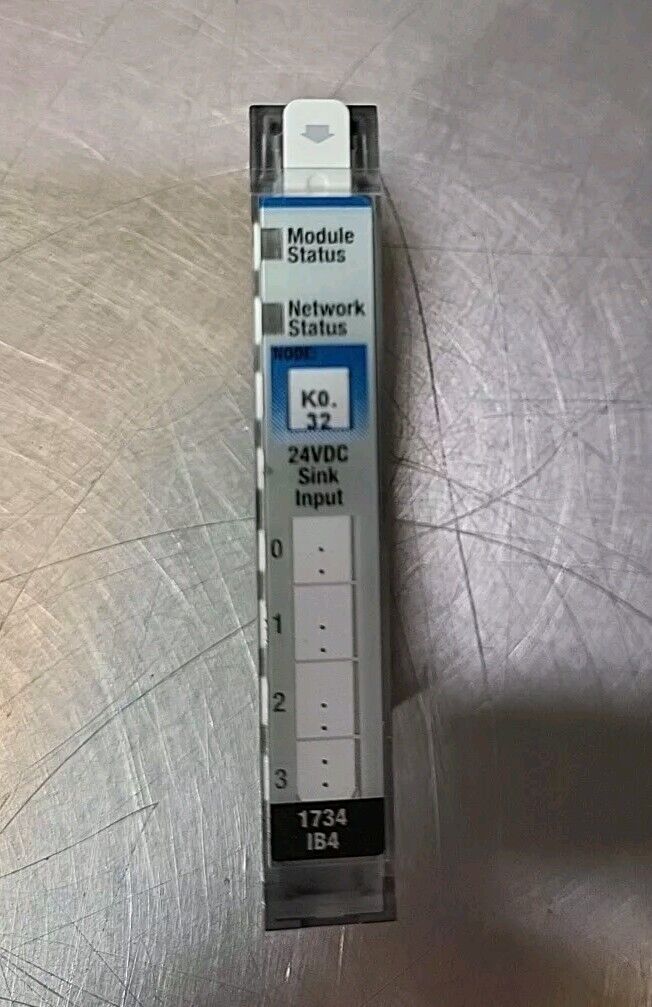 Module
Status
Network
Status
NODE:
K0.
32
24VDC
Sink
Input
0
1
2
3
1734
IB4